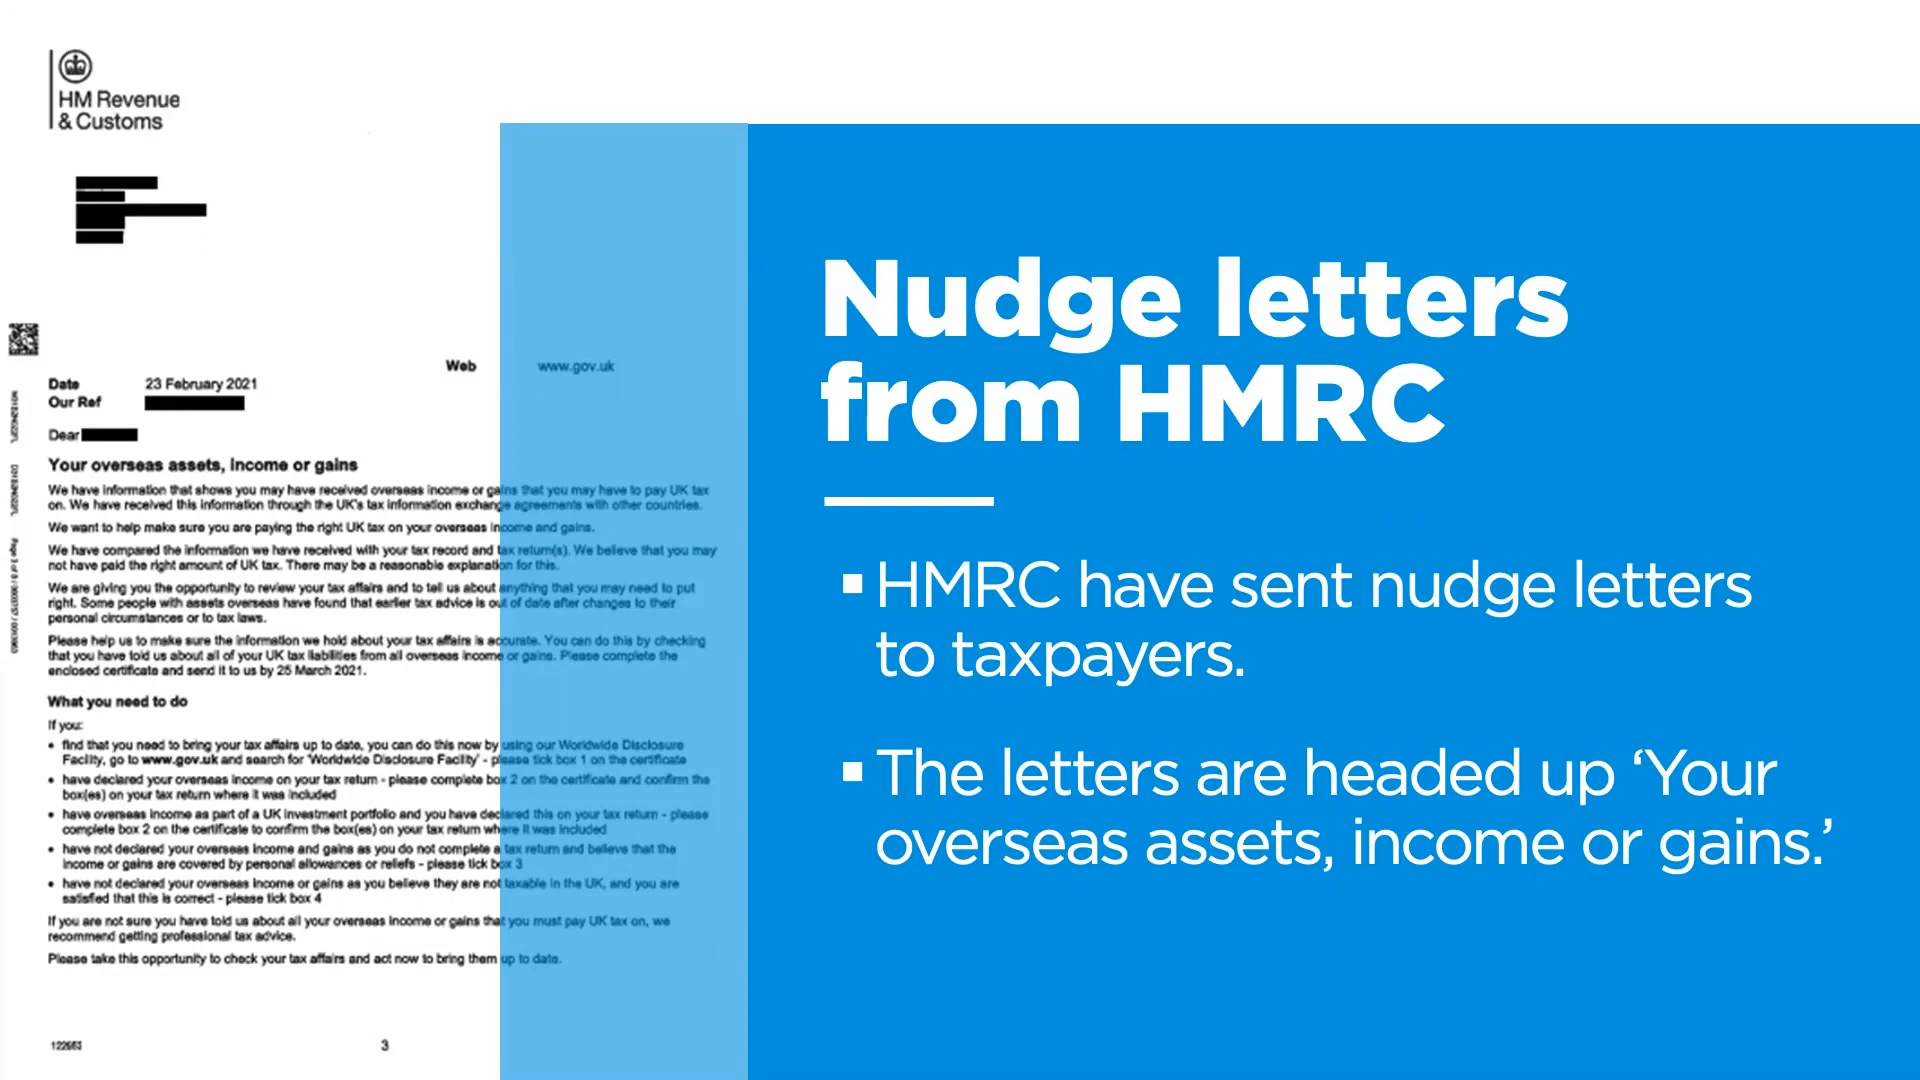 HM Revenue
& Customs
Web www.gov.uk
Date 23 February 2021
Our Ref
Dear
Your overseas assets, income or gains
We have information that shows you may have received overseas income or gains that you may have to pay UK tax
on. We have received this information through the UK's tax information exchange agreements with other countries.
We want to help make sure you are paying the right UK tax on your overseas income and gains.
We have compared the information we have received with your tax record and tax return(s). We believe that you may
not have paid the right amount of UK tax. There may be a reasonable explanation for this.
We are giving you the opportunity to review your tax affairs and to tell us about anything that you may need to put
right. Some people with assets overseas have found that earlier tax advice is out of date after changes to their
personal circumstances or to tax laws.
Please help us to make sure the information we hold about your tax affairs is accurate. You can do this by checking
that you have told us about all of your UK tax liabilities from all overseas income or gains. Please complete the
enclosed certificate and send it to us by 25 March 2021.
What you need to do
If you:
• find that you need to bring your tax affairs up to date, you can do this now by using our Worldwide Disclosure
Facility, go to www.gov.uk and search for 'Worldwide Disclosure Facility' - please tick box 1 on the certificate
• have declared your overseas income on your tax return - please complete box 2 on the certificate and confirm the
box(es) on your tax return where it was included
• have overseas income as part of a UK investment portfolio and you have declared this on your tax return - please
complete box 2 on the certificate to confirm the box(es) on your tax return where it was included
• have not declared your overseas income and gains as you do not complete a tax return and believe that the
income or gains are covered by personal allowances or reliefs - please tick box 3
• have not declared your overseas income or gains as you believe they are not taxable in the UK, and you are
satisfied that this is correct - please tick box 4
If you are not sure you have told us about all your overseas income or gains that you must pay UK tax on, we
recommend getting professional tax advice.
Please take this opportunity to check your tax affairs and act now to bring them up to date.
3
Nudge letters
from HMRC
▪ HMRC have sent nudge letters
to taxpayers.
▪ The letters are headed up ‘Your
overseas assets, income or gains.’